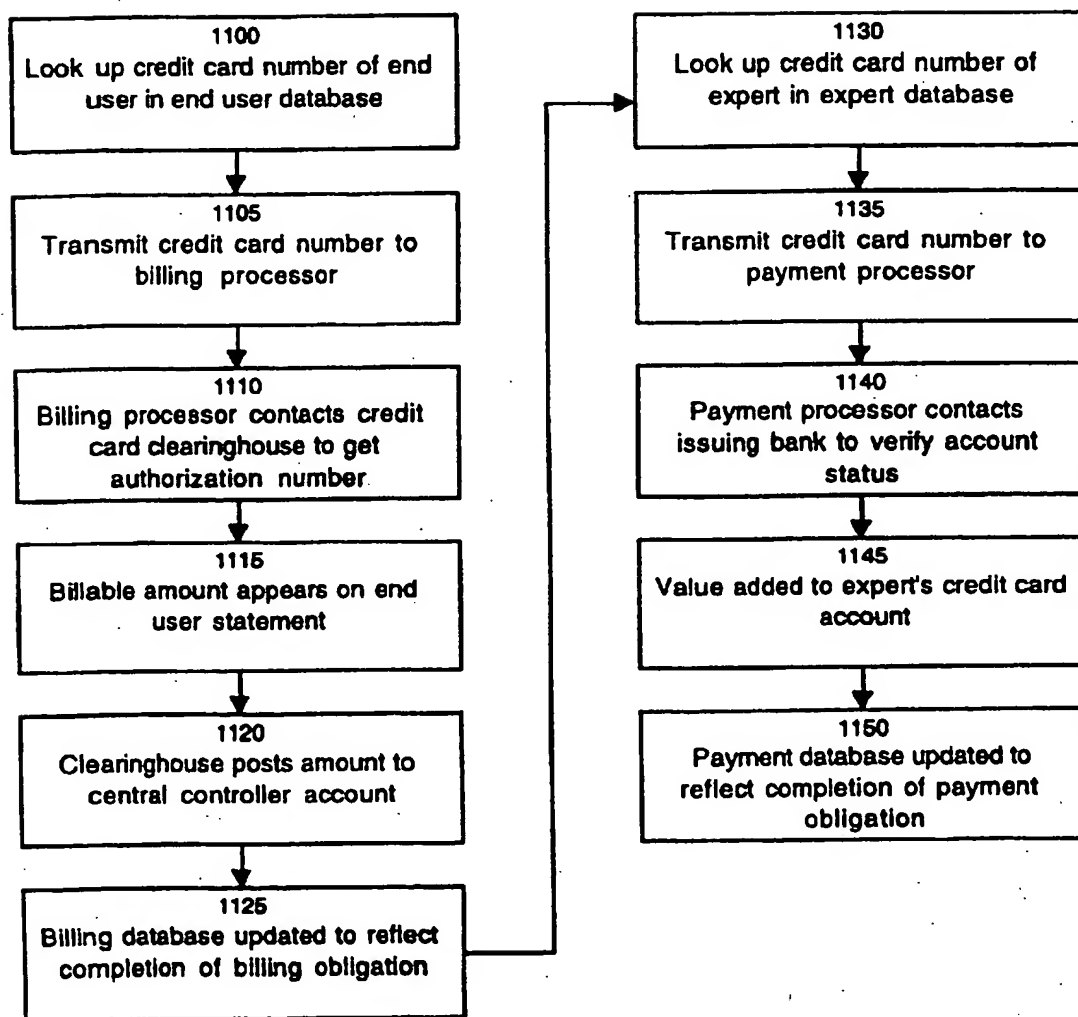 1100
Look up credit card number of end
user in end user database
1105
Transmit credit card number to
billing processor
1110
Billing processor contacts credit
card clearinghouse to get
authorization number
1115
Billable amount appears on end
user statement
1120
Clearinghouse posts amount to
central controller account
1125
Billing database updated to reflect
completion of billing obligation
1130
Look up credit card number of
expert in expert database
1135
Transmit credit card number to
payment processor
1140
Payment processor contacts
issuing bank to verify account
status
1145
Value added to expert's credit card
account
1150
Payment database updated to
reflect completion of payment
obligation